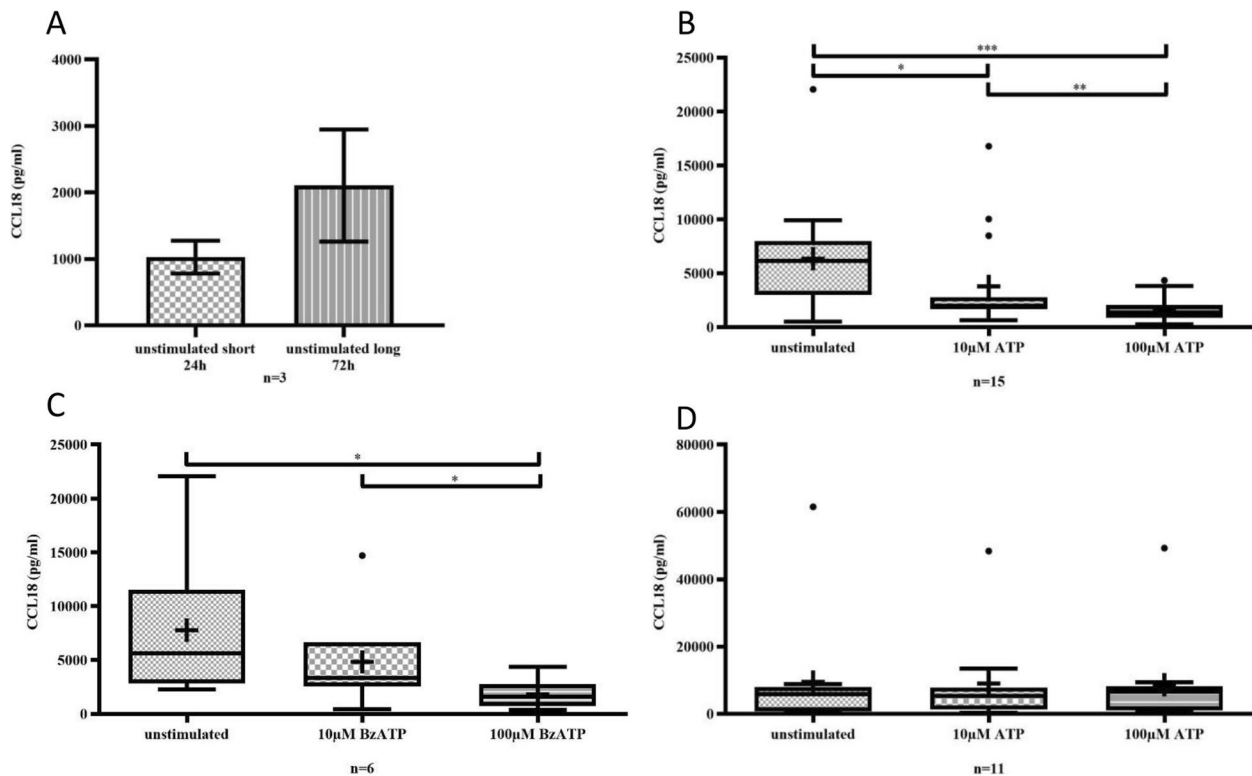 A
4000
3000
2000
1000
0
CCL18 (pg/ml)
unstimulated short
24h
unstimulated long
72h
n=3
B
25000
20000
15000
10000
5000
0
CCL18 (pg/ml)
***
*
**
unstimulated
10µM ATP
100µM ATP
n=15
C
25000
20000
15000
10000
5000
0
CCL18 (pg/ml)
*
*
unstimulated
10µM BzATP
100µM BzATP
n=6
D
80000
60000
40000
20000
0
CCL18 (pg/ml)
unstimulated
10µM ATP
100µM ATP
n=11